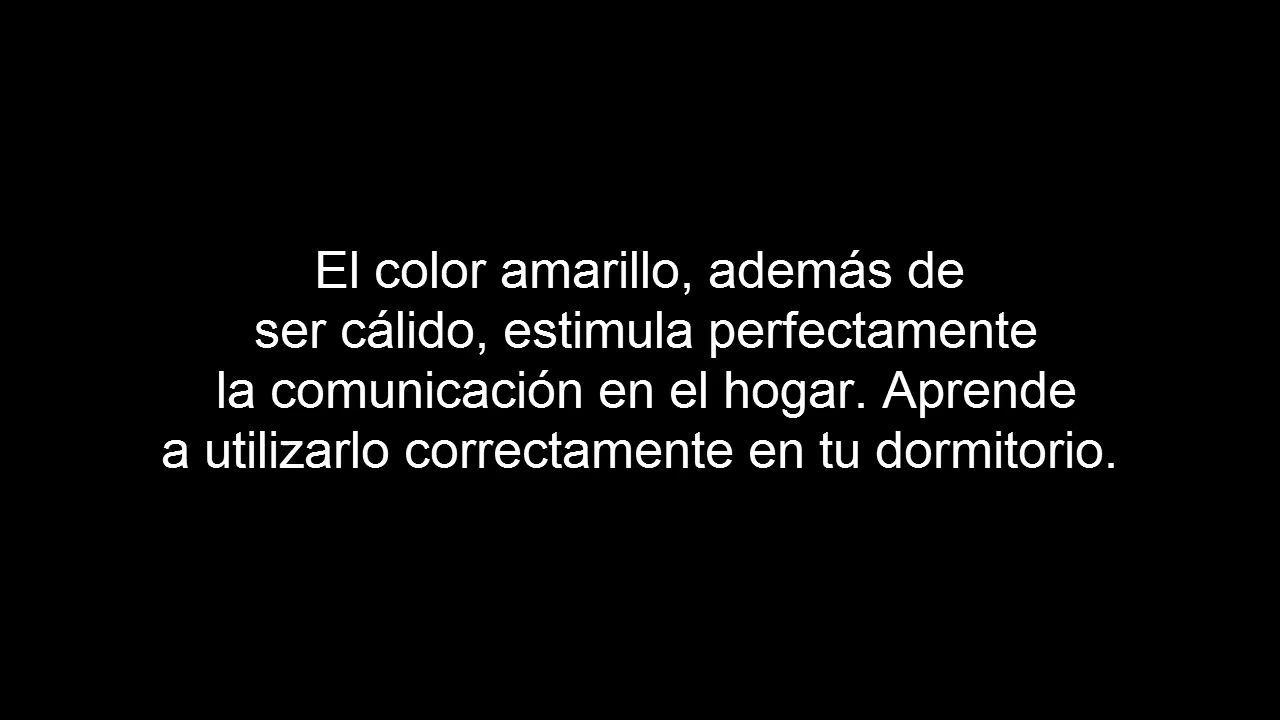 El color amarillo, además de
ser cálido, estimula perfectamente
la comunicación en el hogar. Aprende
a utilizarlo correctamente en tu dormitorio.